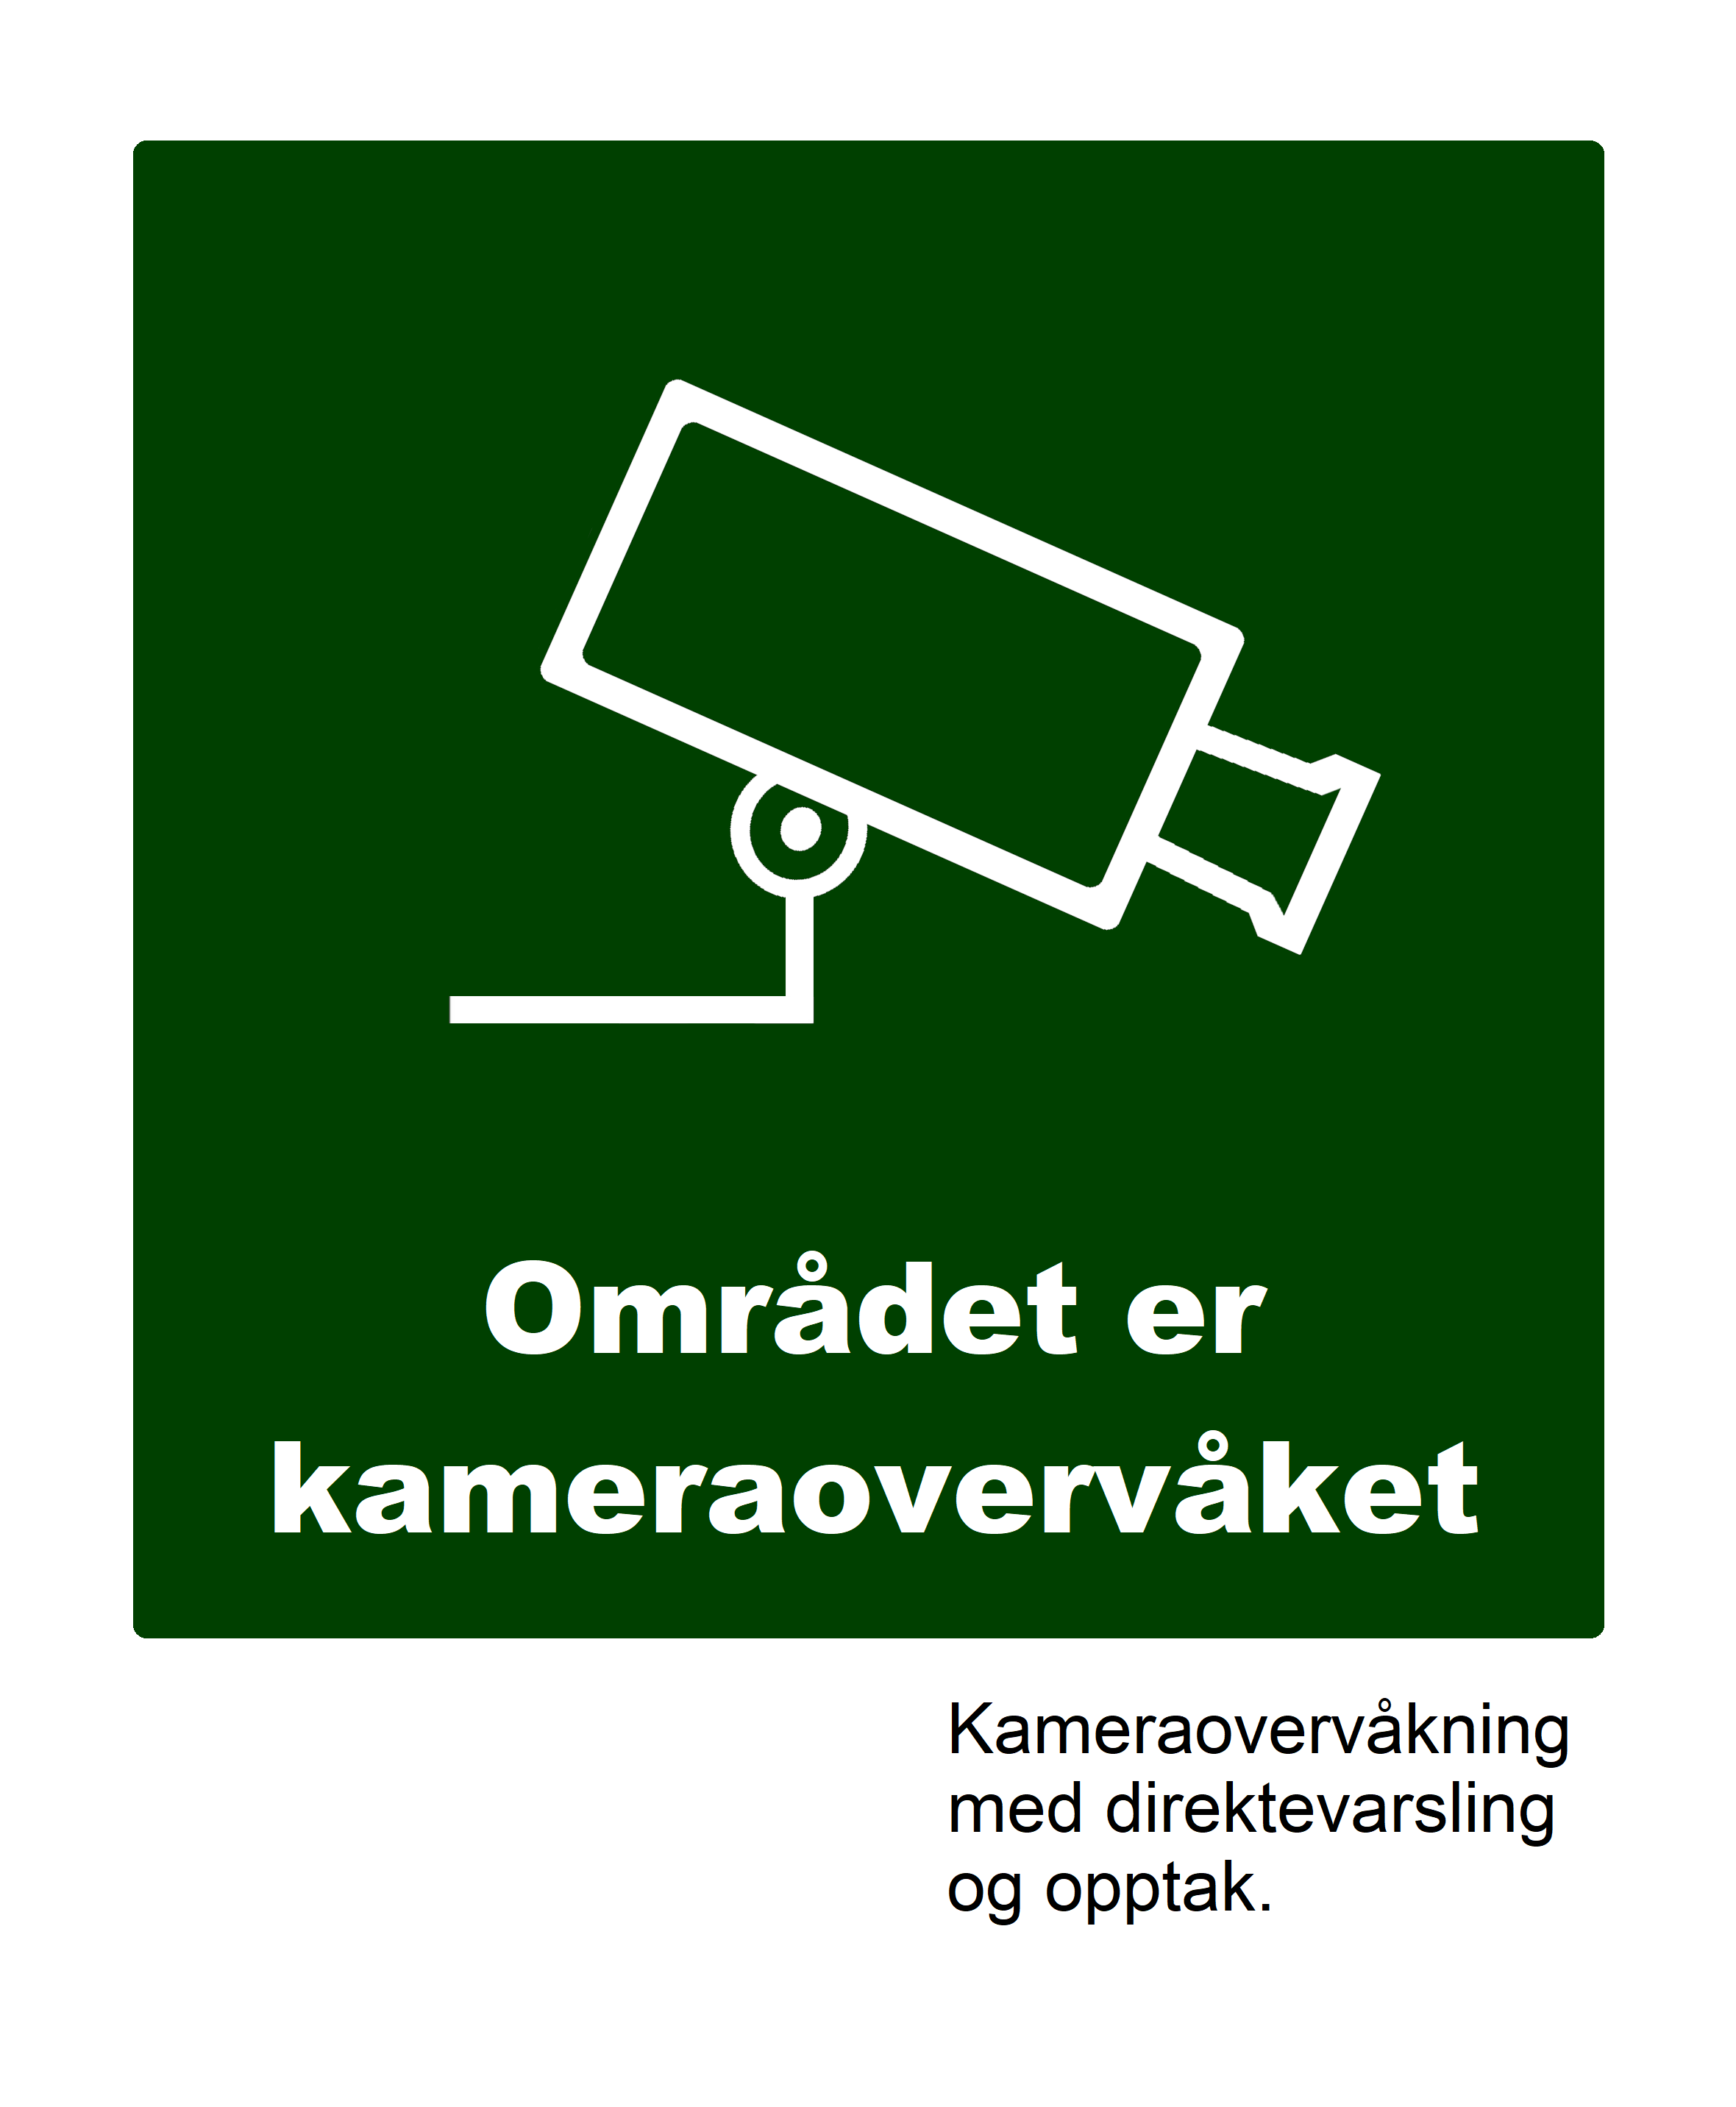 Området er
kameraovervåket
Kameraovervåkning
med direktevarsling
og opptak.